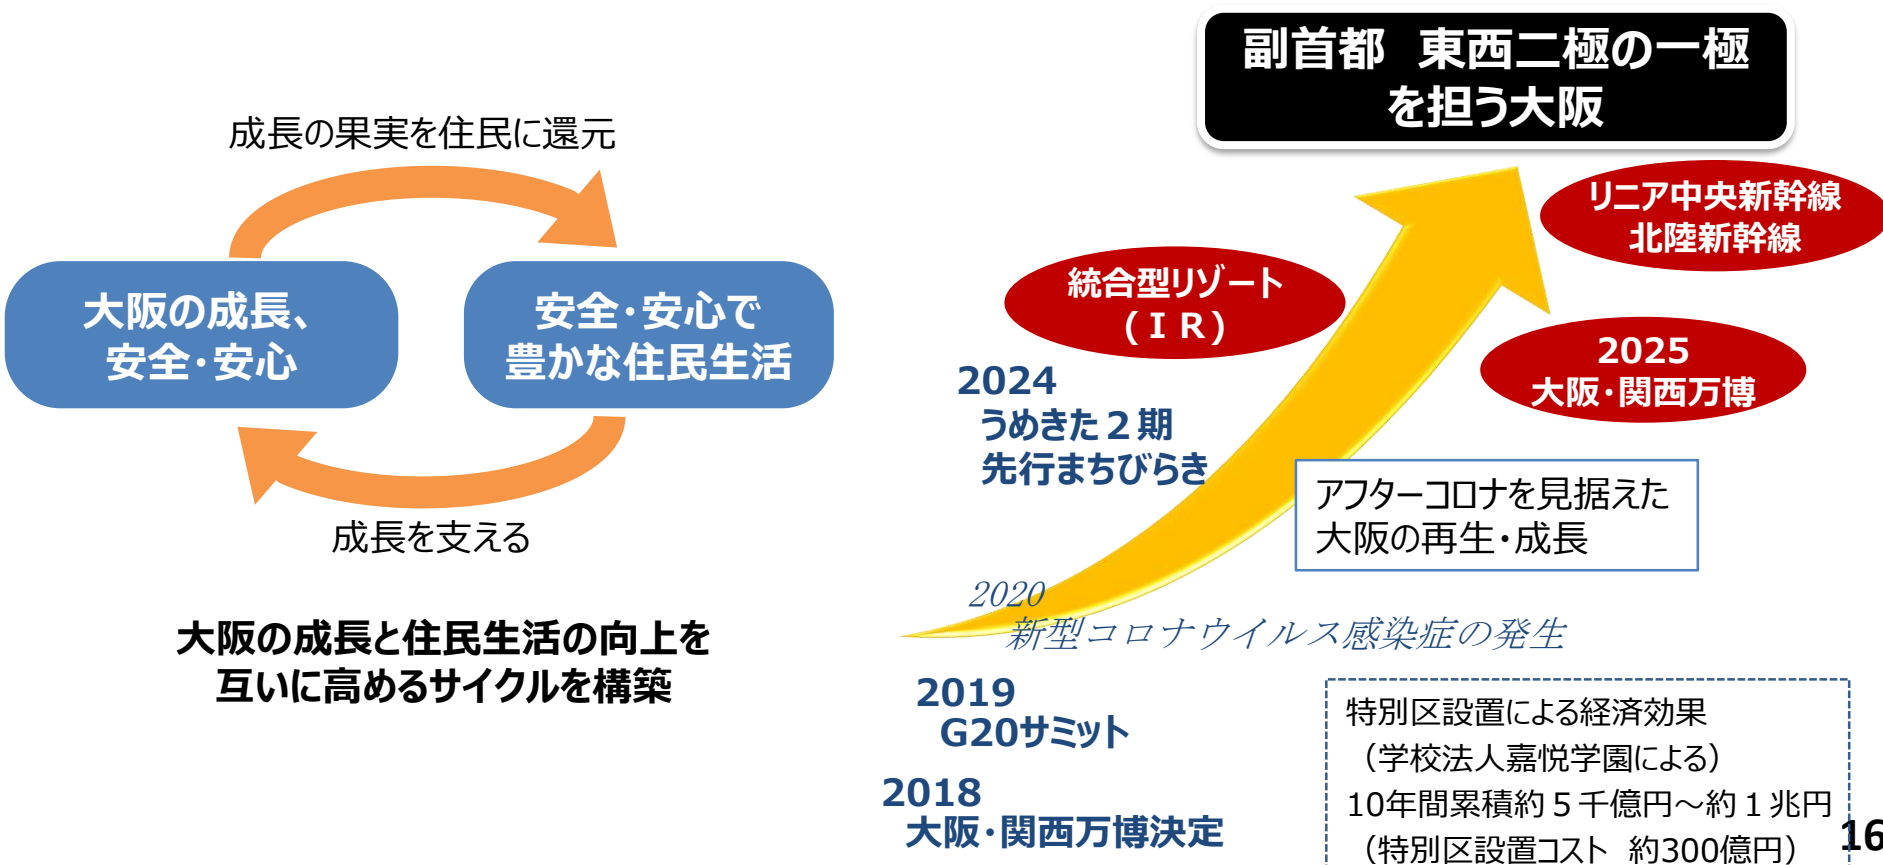 副首都　東西二極の一極
を担う大阪
成長の果実を住民に還元
大阪の成長、
安全・安心
安全・安心で
豊かな住民生活
成長を支える
大阪の成長と住民生活の向上を
互いに高めるサイクルを構築
リニア中央新幹線
北陸新幹線
統合型リゾート
(ＩＲ)
2025
大阪・関西万博
2024
うめきた２期
先行まちびらき
アフターコロナを見据えた
大阪の再生・成長
2020
新型コロナウイルス感染症の発生
2019
G20サミット
2018
大阪・関西万博決定
特別区設置による経済効果
（学校法人嘉悦学園による）
10年間累積約５千億円～約１兆円
（特別区設置コスト　約300億円）
16